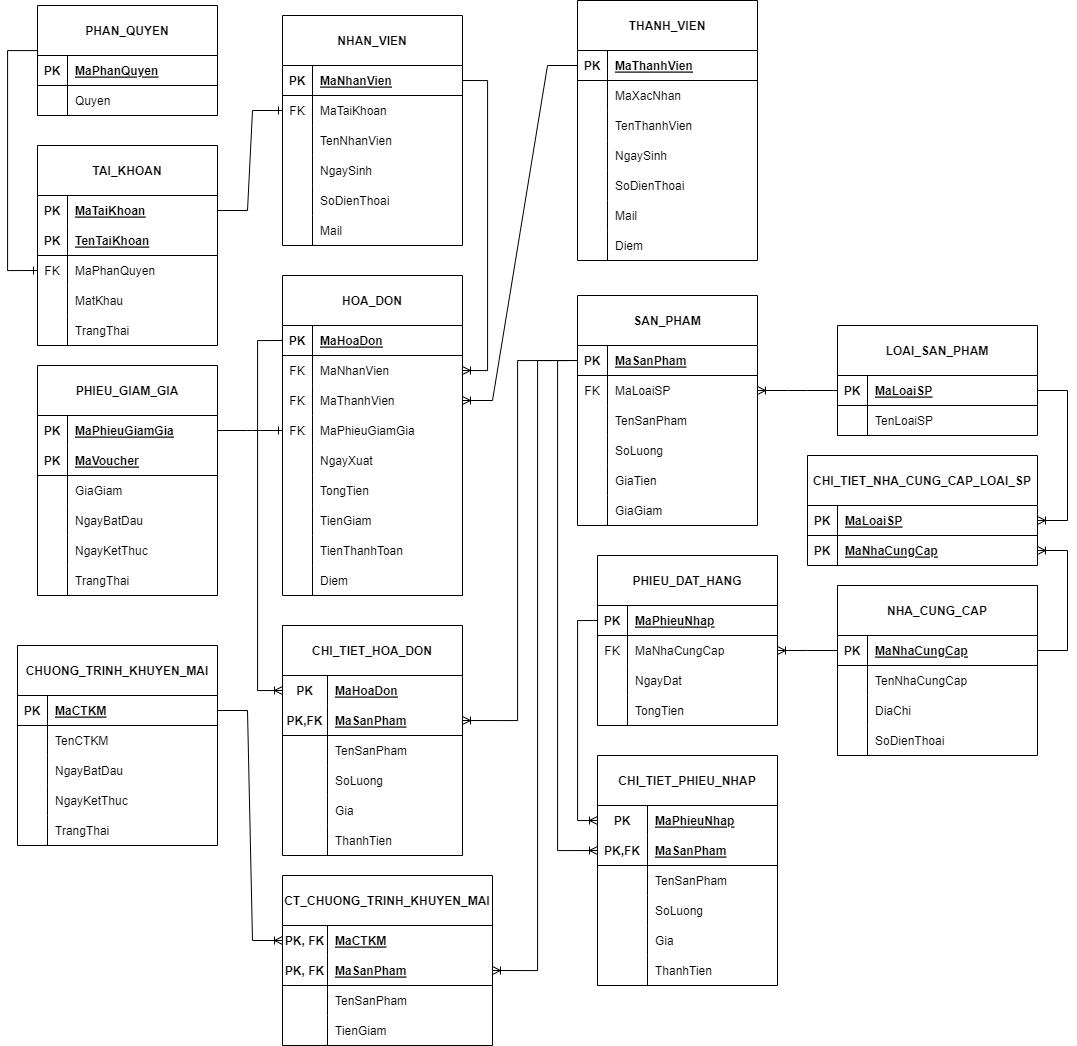 PHAN_QUYEN
PK MaPhanQuyen
Quyen
TAI_KHOAN
PK MaTaiKhoan
PK TenTaiKhoan
FK MaPhanQuyen
MatKhau
TrangThai
PHIEU_GIAM_GIA
PK MaPhieuGiamGia
PK MaVoucher
GiaGiam
NgayBatDau
NgayKetThuc
TrangThai
CHUONG_TRINH_KHUYEN_MAI
PK MaCTKM
TenCTKM
NgayBatDau
NgayKetThuc
TrangThai
NHAN_VIEN
PK MaNhanVien
FK MaTaiKhoan
TenNhanVien
NgaySinh
SoDienThoai
Mail
HOA_DON
PK MaHoaDon
FK MaNhanVien
FK MaThanhVien
FK MaPhieuGiamGia
NgayXuat
TongTien
TienGiam
TienThanhToan
Diem
CHI_TIET_HOA_DON
PK MaHoaDon
PK,FK MaSanPham
TenSanPham
SoLuong
Gia
ThanhTien
CT_CHUONG_TRINH_KHUYEN_MAI
PK, FK MaCTKM
PK, FK MaSanPham
TenSanPham
TienGiam
THANH_VIEN
PK MaThanhVien
MaXacNhan
TenThanhVien
NgaySinh
SoDienThoai
Mail
Diem
SAN_PHAM
PK MaSanPham
FK MaLoaiSP
TenSanPham
SoLuong
GiaTien
GiaGiam
PHIEU_DAT_HANG
PK MaPhieuNhap
FK MaNhaCungCap
NgayDat
TongTien
CHI_TIET_PHIEU_NHAP
PK MaPhieuNhap
PK,FK MaSanPham
TenSanPham
SoLuong
Gia
ThanhTien
LOAI_SAN_PHAM
PK MaLoaiSP
TenLoaiSP
CHI_TIET_NHA_CUNG_CAP_LOAI_SP
PK MaLoaiSP
PK MaNhaCungCap
NHA_CUNG_CAP
PK MaNhaCungCap
TenNhaCungCap
DiaChi
SoDienThoai